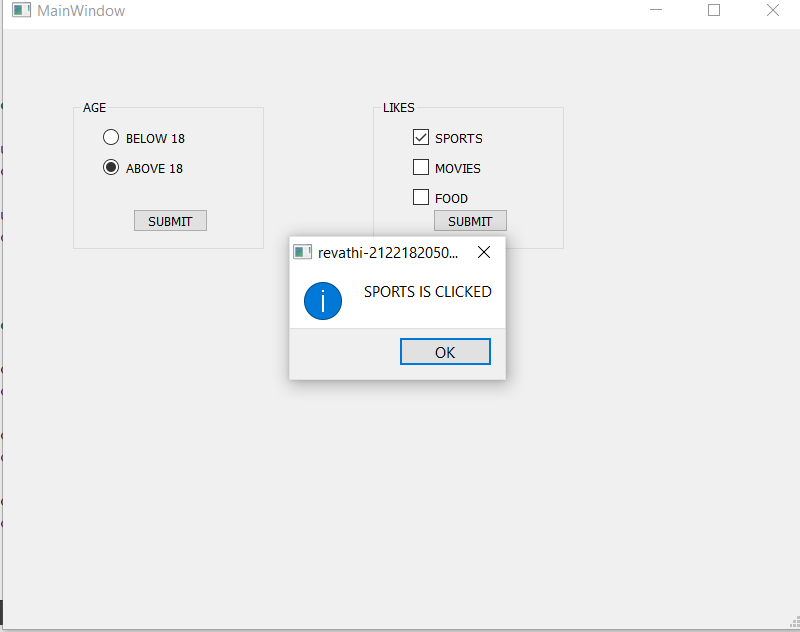 MainWindow
AGE
BELOW 18
ABOVE 18
SUBMIT
LIKES
SPORTS
MOVIES
FOOD
SUBMIT
revathi-2122182050...
SPORTS IS CLICKED
OK